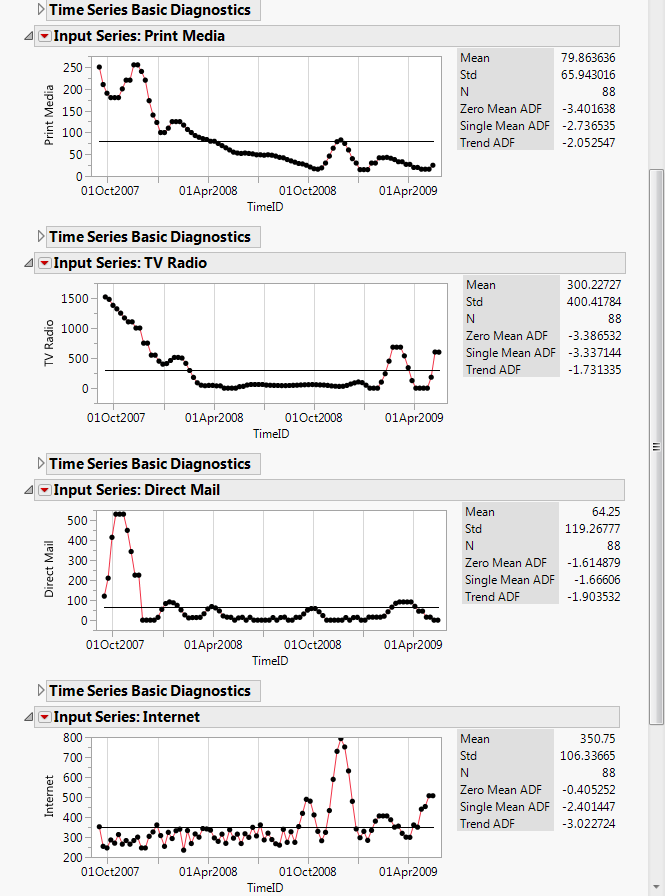 Time Series Basic Diagnostics
Input Series: Print Media
Print Media
250
200
150
100
50
0
01Oct2007 01Apr2008 01Oct2008 01Apr2009
TimeID
Mean 79.863636
Std 65.943016
N 88
Zero Mean ADF -3.401638
Single Mean ADF -2.736535
Trend ADF -2.052547
Time Series Basic Diagnostics
Input Series: TV Radio
TV Radio
1500
1000
500
0
01Oct2007 01Apr2008 01Oct2008 01Apr2009
TimeID
Mean 300.22727
Std 400.41784
N 88
Zero Mean ADF -3.386532
Single Mean ADF -3.337144
Trend ADF -1.731335
Time Series Basic Diagnostics
Input Series: Direct Mail
Direct Mail
500
400
300
200
100
0
01Oct2007 01Apr2008 01Oct2008 01Apr2009
TimeID
Mean 64.25
Std 119.26777
N 88
Zero Mean ADF -1.614879
Single Mean ADF -1.66606
Trend ADF -1.903532
Time Series Basic Diagnostics
Input Series: Internet
Internet
800
700
600
500
400
300
200
01Oct2007 01Apr2008 01Oct2008 01Apr2009
TimeID
Mean 350.75
Std 106.33665
N 88
Zero Mean ADF -0.405252
Single Mean ADF -2.401447
Trend ADF -3.022724